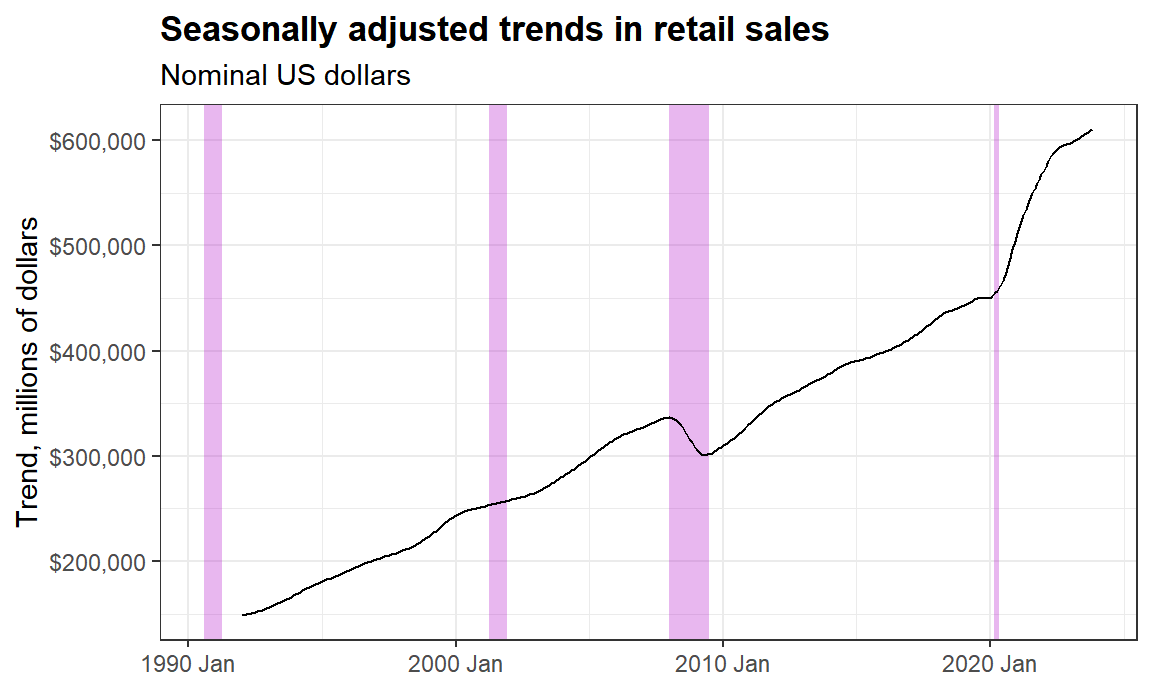 Seasonally adjusted trends in retail sales
Nominal US dollars
Trend, millions of dollars
$600,000
$500,000
$400,000
$300,000
$200,000
1990 Jan
2000 Jan
2010 Jan
2020 Jan